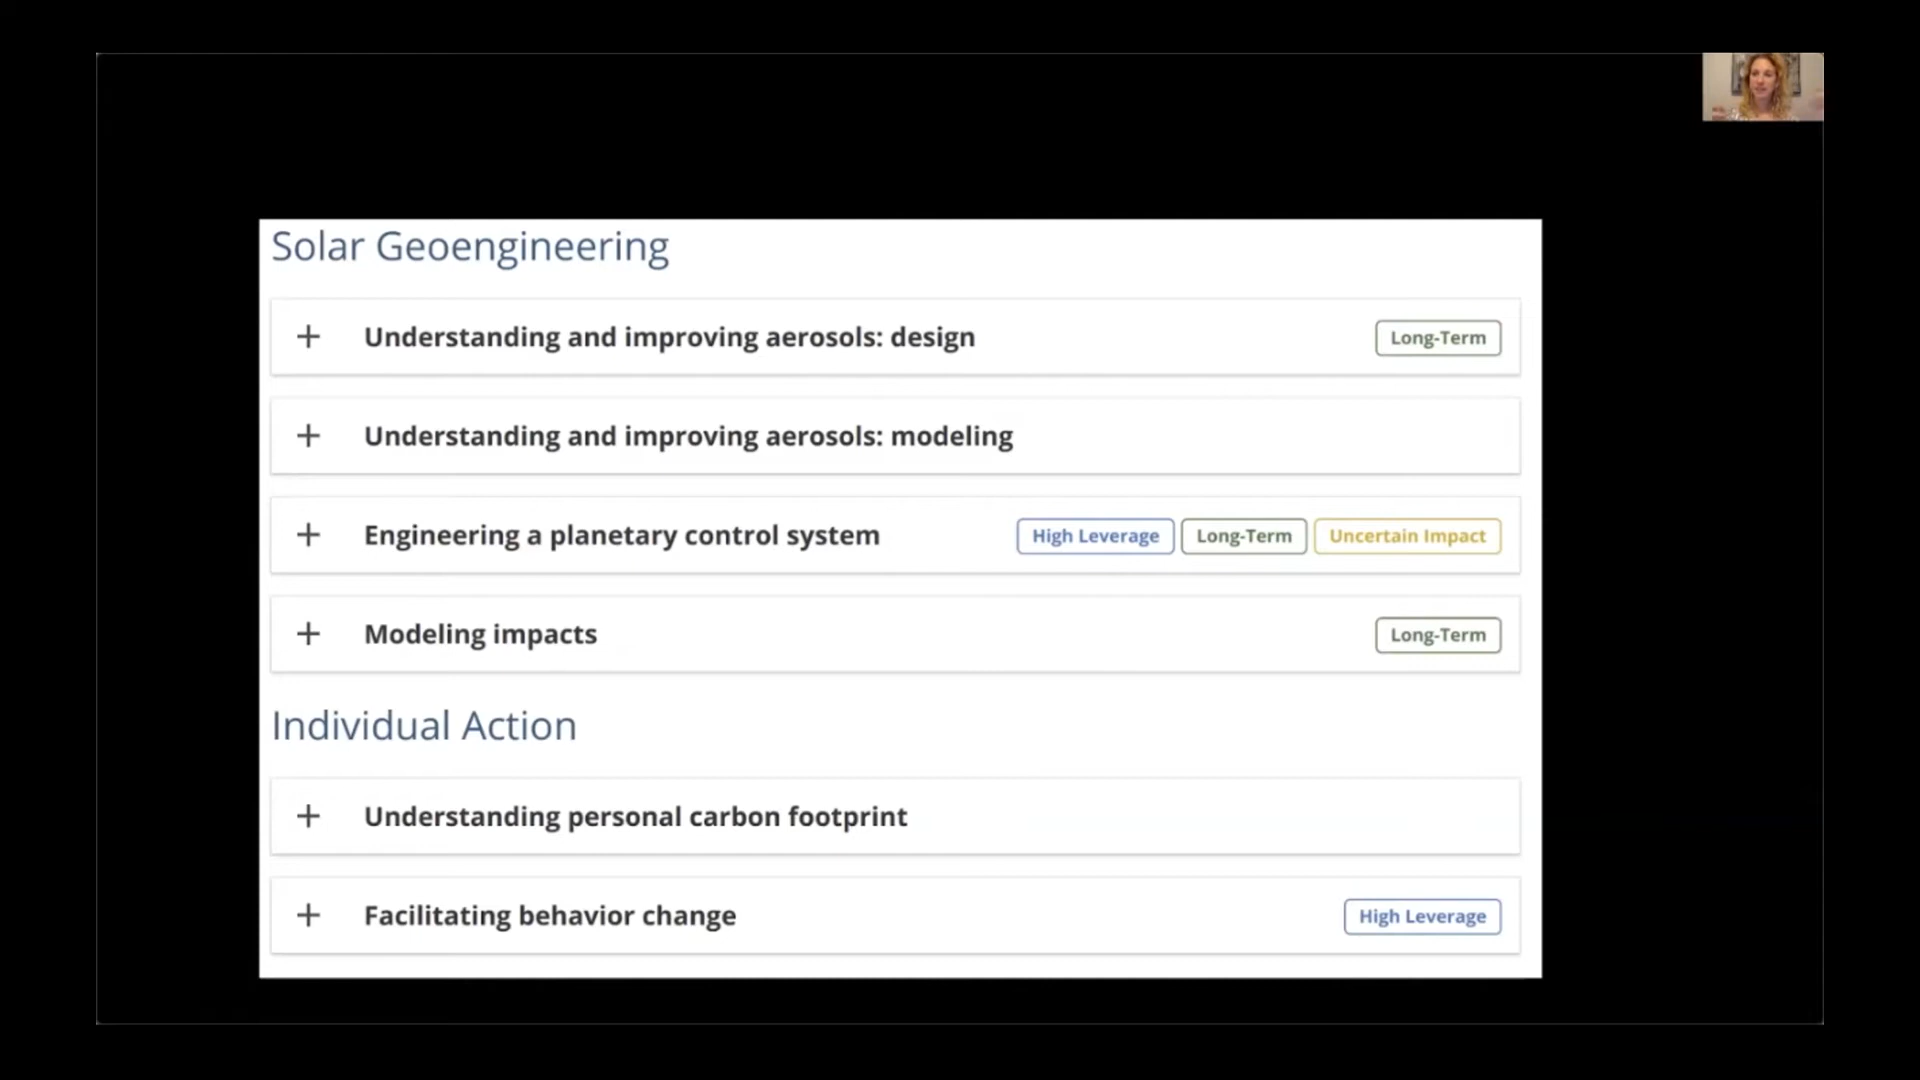 Solar Geoengineering
Understanding and improving aerosols: design Long-Term
Understanding and improving aerosols: modeling
Engineering a planetary control system High Leverage Long-Term Uncertain Impact
Modeling impacts Long-Term
Individual Action
Understanding personal carbon footprint
Facilitating behavior change High Leverage